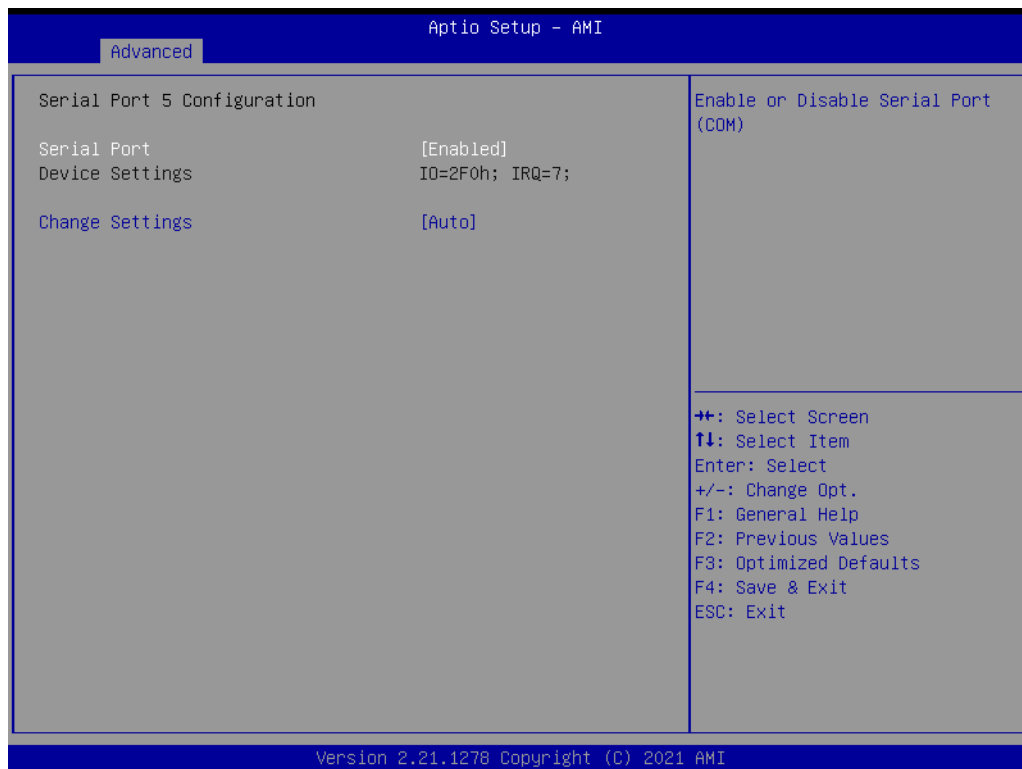 Aptio Setup – AMI
Advanced
Serial Port 5 Configuration
Serial Port [Enabled]
Device Settings IO=2F0h; IRQ=7;
Change Settings [Auto]
Enable or Disable Serial Port
(COM)
→←: Select Screen
↑↓: Select Item
Enter: Select
+/-: Change Opt.
F1: General Help
F2: Previous Values
F3: Optimized Defaults
F4: Save & Exit
ESC: Exit
Version 2.21.1278 Copyright (C) 2021 AMI